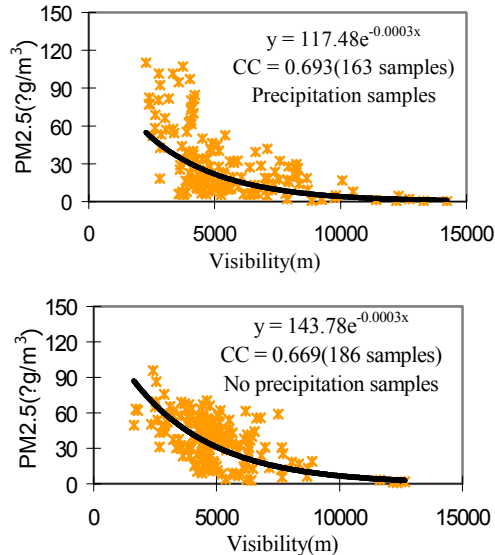 150
120
90
60
30
0
PM2.5(?g/m³)
y = 117.48e^-0.0003x
CC = 0.693(163 samples)
Precipitation samples
0 5000 10000 15000
Visibility(m)
150
120
90
60
30
0
PM2.5(?g/m³)
y = 143.78e^-0.0003x
CC = 0.669(186 samples)
No precipitation samples
0 5000 10000 15000
Visibility(m)